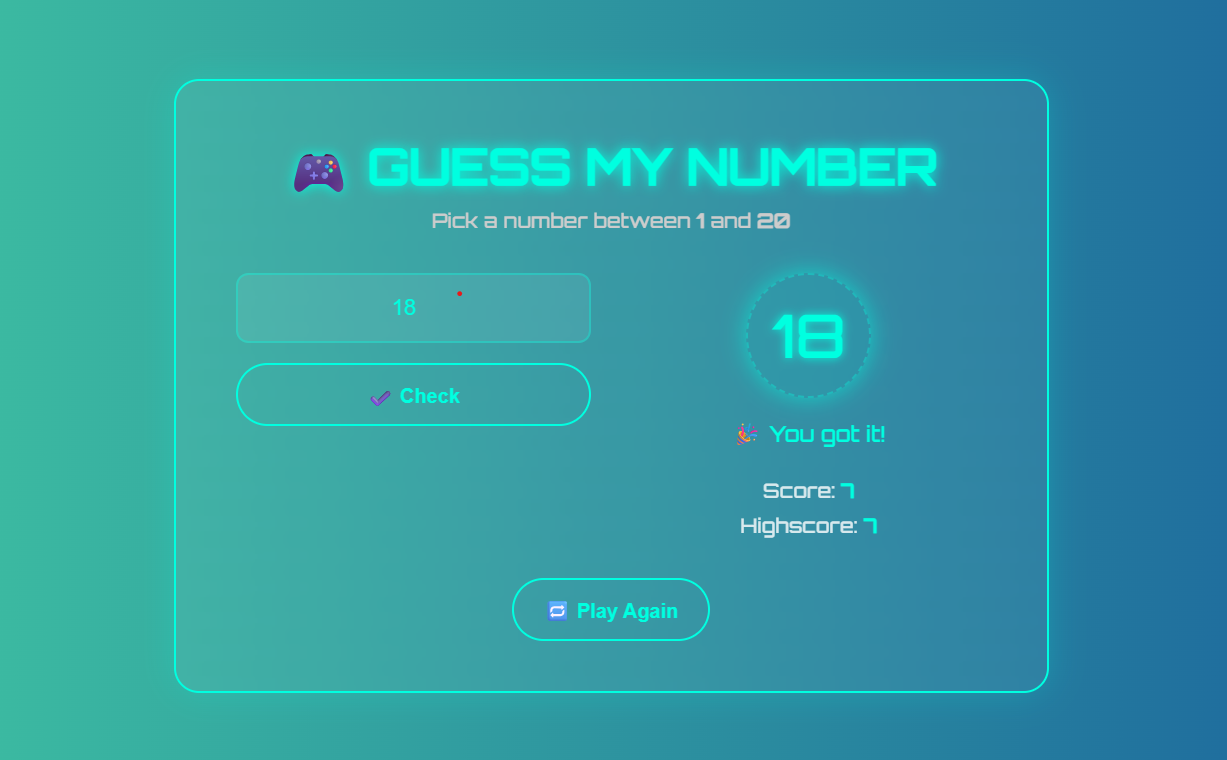 GUESS MY NUMBER
Pick a number between 1 and 20
18
Check
18
You got it!
Score: 7
Highscore: 7
Play Again